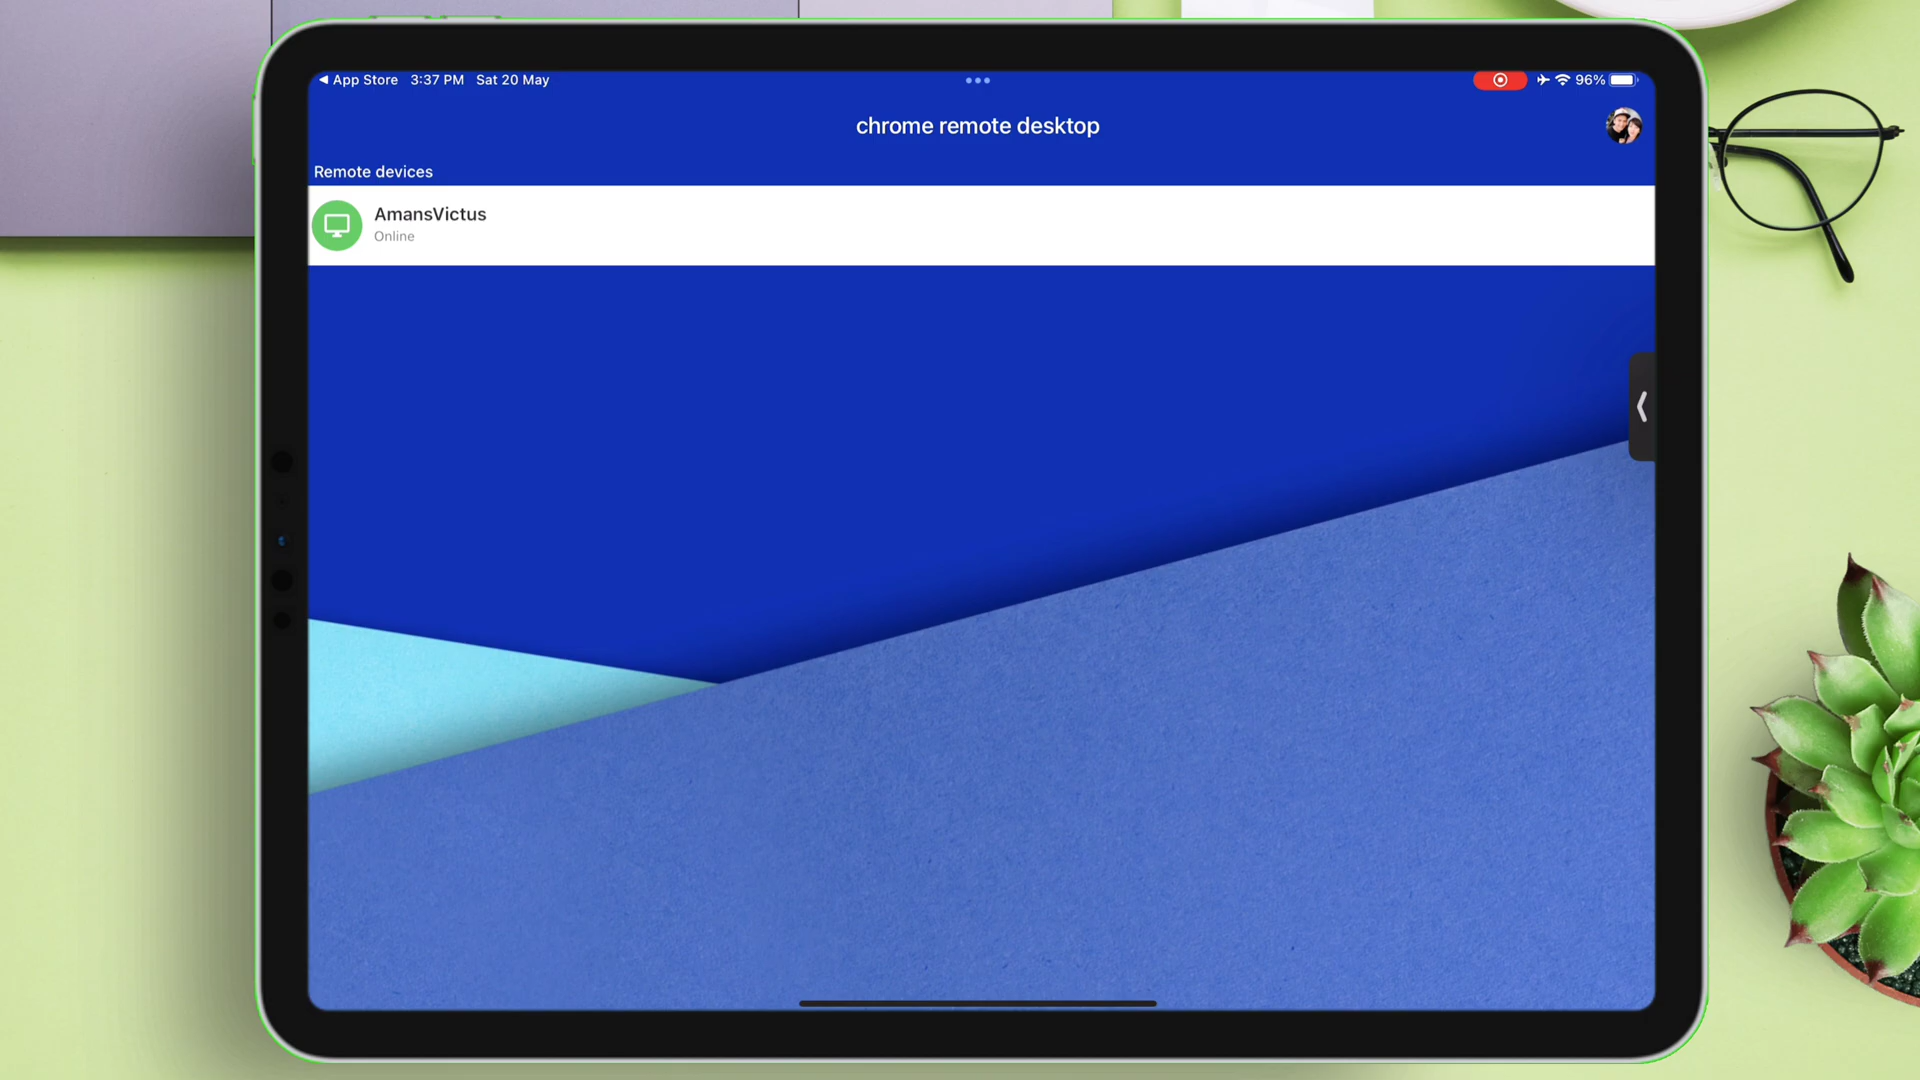 ◀ App Store 3:37 PM Sat 20 May
96%
chrome remote desktop
Remote devices
AmansVictus
Online